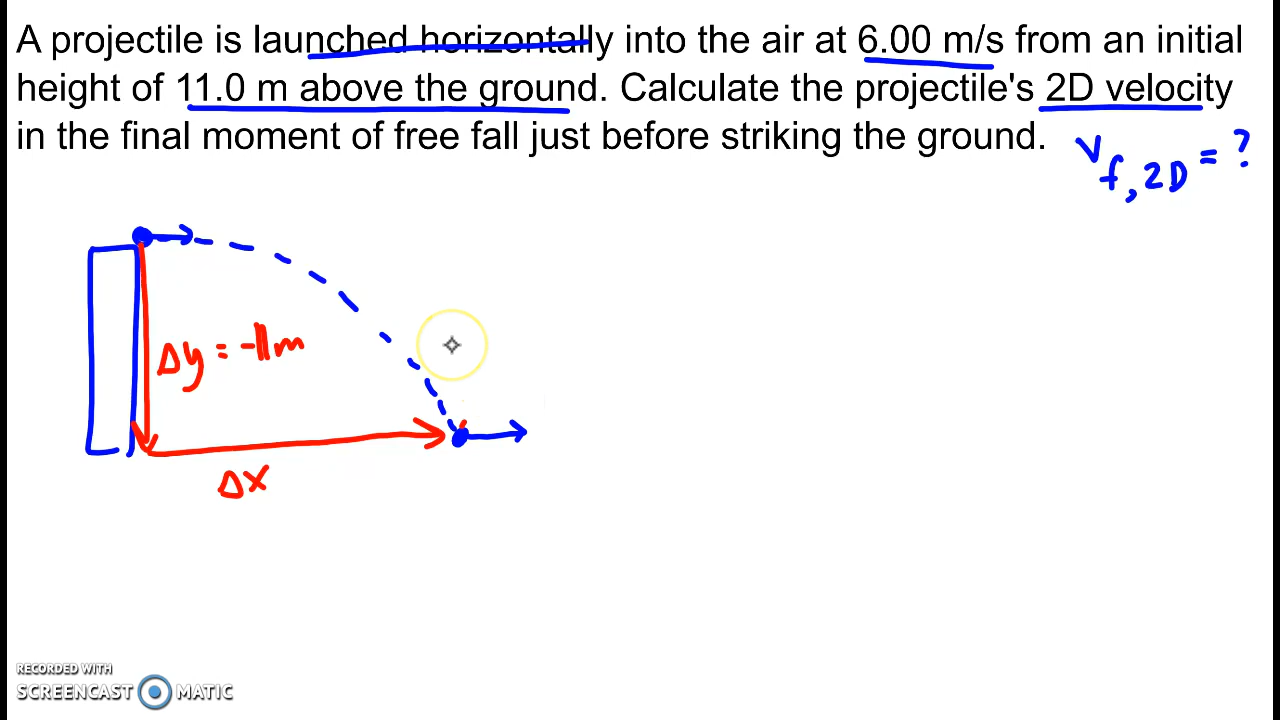 A projectile is launched horizontally into the air at 6.00 m/s from an initial
height of 11.0 m above the ground. Calculate the projectile's 2D velocity
in the final moment of free fall just before striking the ground.
v f, 2D = ?
Δy = -11m
Δx
RECORDED WITH
SCREENCAST MATIC